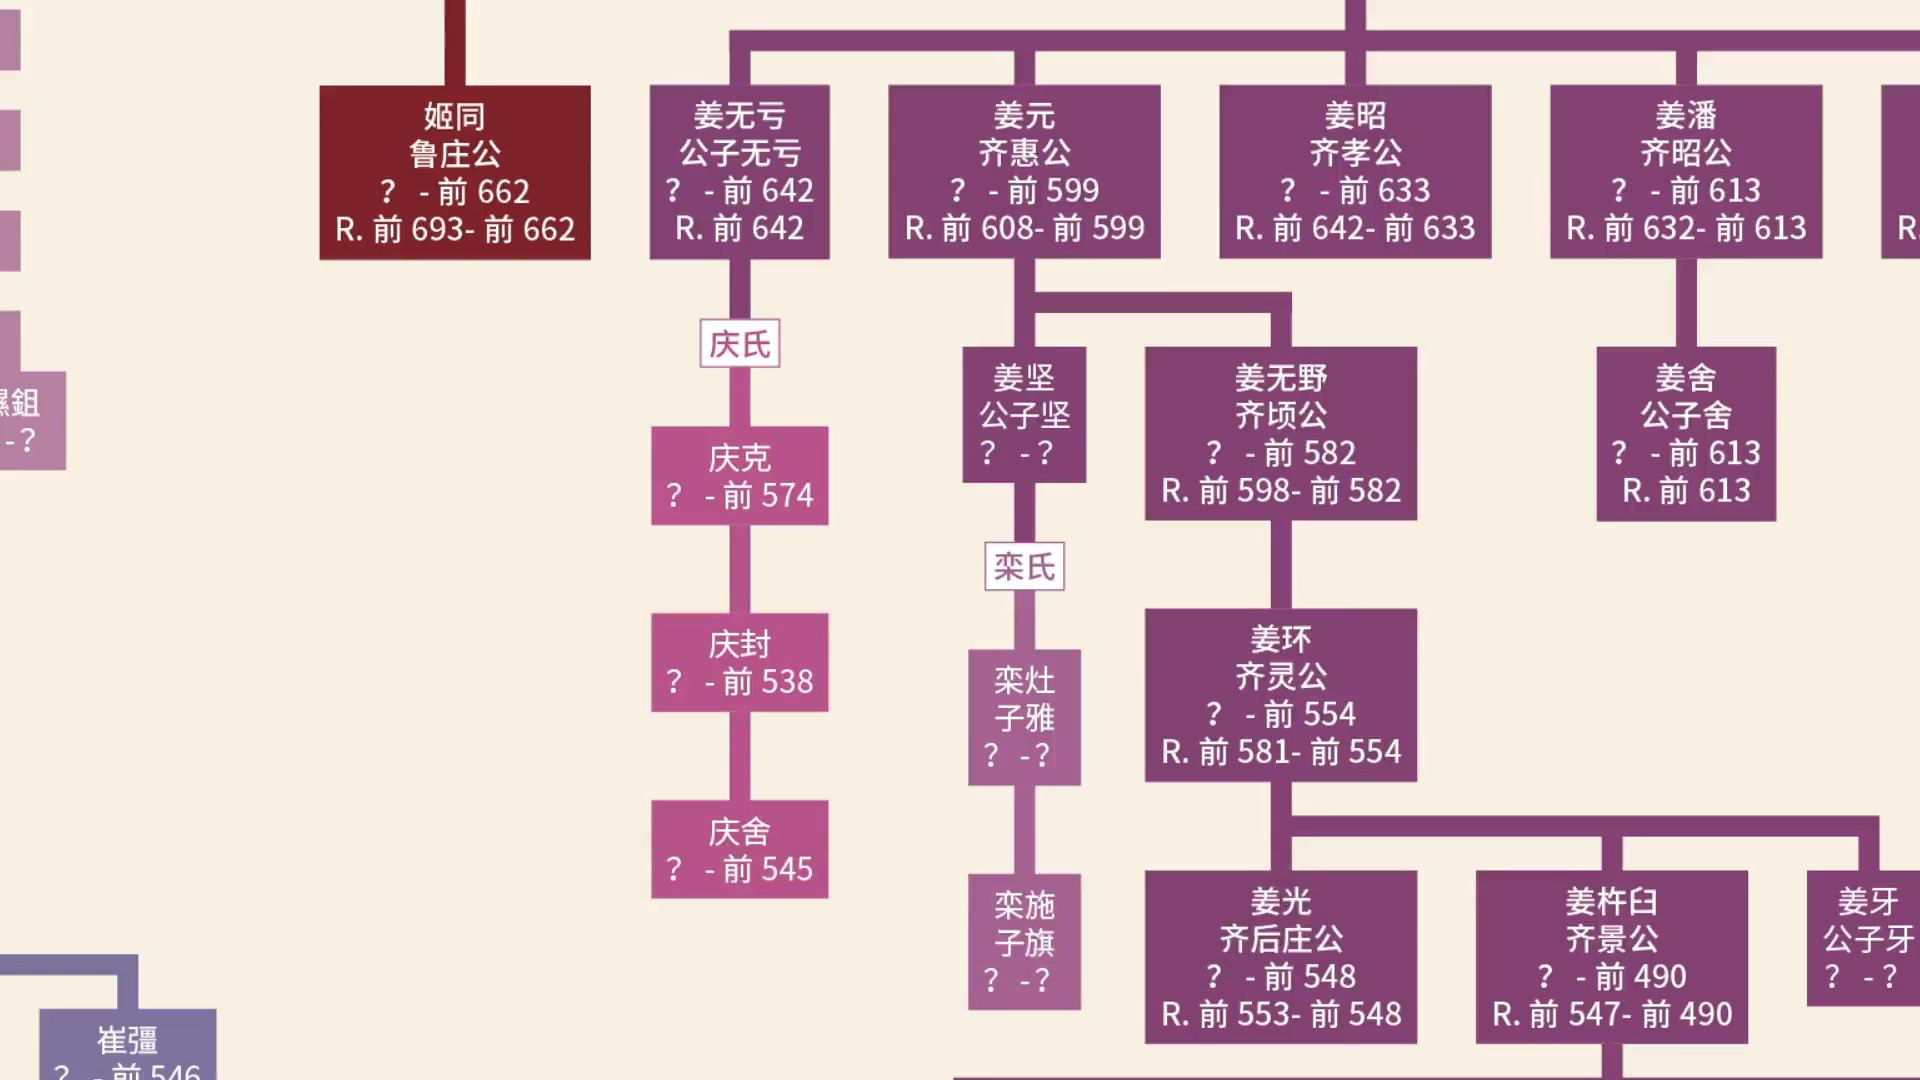 姬同
鲁庄公
？ - 前 662
R. 前 693- 前 662
姜无亏
公子无亏
？ - 前 642
R. 前 642
姜元
齐惠公
？ - 前 599
R. 前 608- 前 599
姜昭
齐孝公
？ - 前 633
R. 前 642- 前 633
姜潘
齐昭公
？ - 前 613
R. 前 632- 前 613
R.
庆氏
鉏
-？
姜坚
公子坚
？ -？
姜无野
齐顷公
？ - 前 582
R. 前 598- 前 582
姜舍
公子舍
？ - 前 613
R. 前 613
庆克
？ - 前 574
栾氏
庆封
？ - 前 538
栾灶
子雅
？ -？
姜环
齐灵公
？ - 前 554
R. 前 581- 前 554
庆舍
？ - 前 545
栾施
子旗
？ -？
姜光
齐后庄公
？ - 前 548
R. 前 553- 前 548
姜杵臼
齐景公
？ - 前 490
R. 前 547- 前 490
姜牙
公子牙
？ -？
崔彊
？ - 前 546